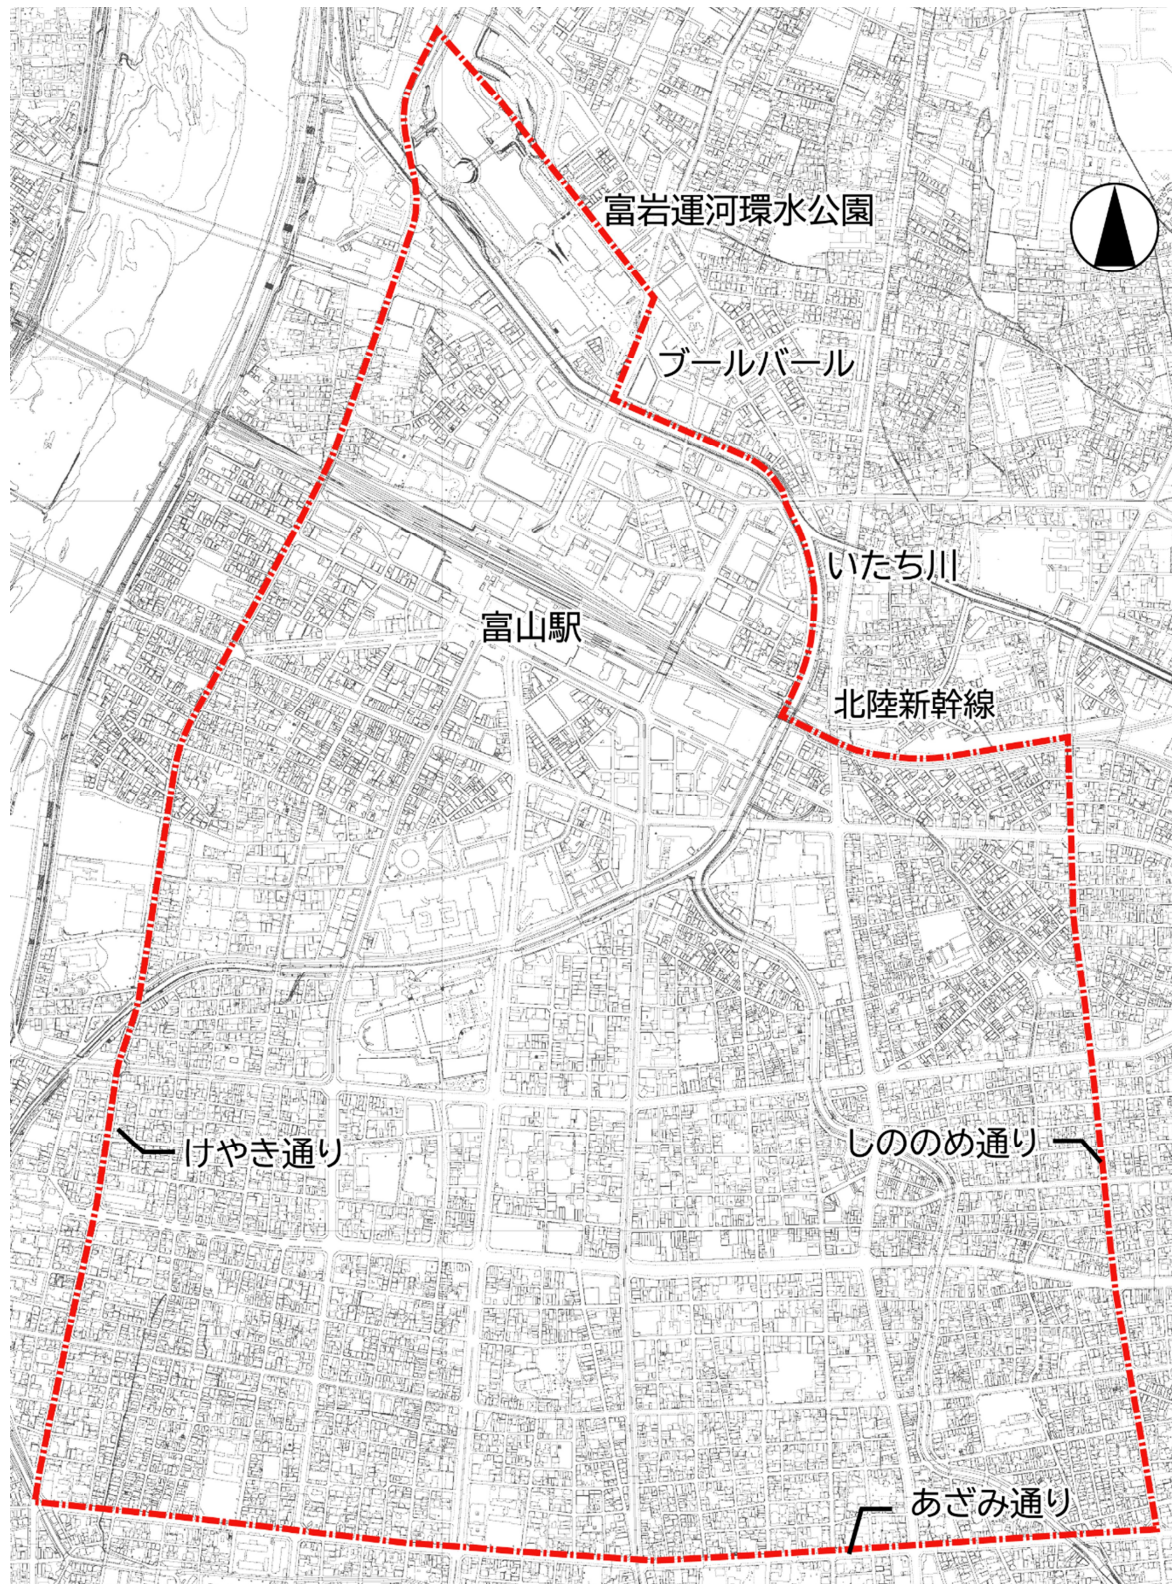 富岩運河環水公園
ブールバール
いたち川
富山駅
北陸新幹線
けやき通り
しののめ通り
あざみ通り